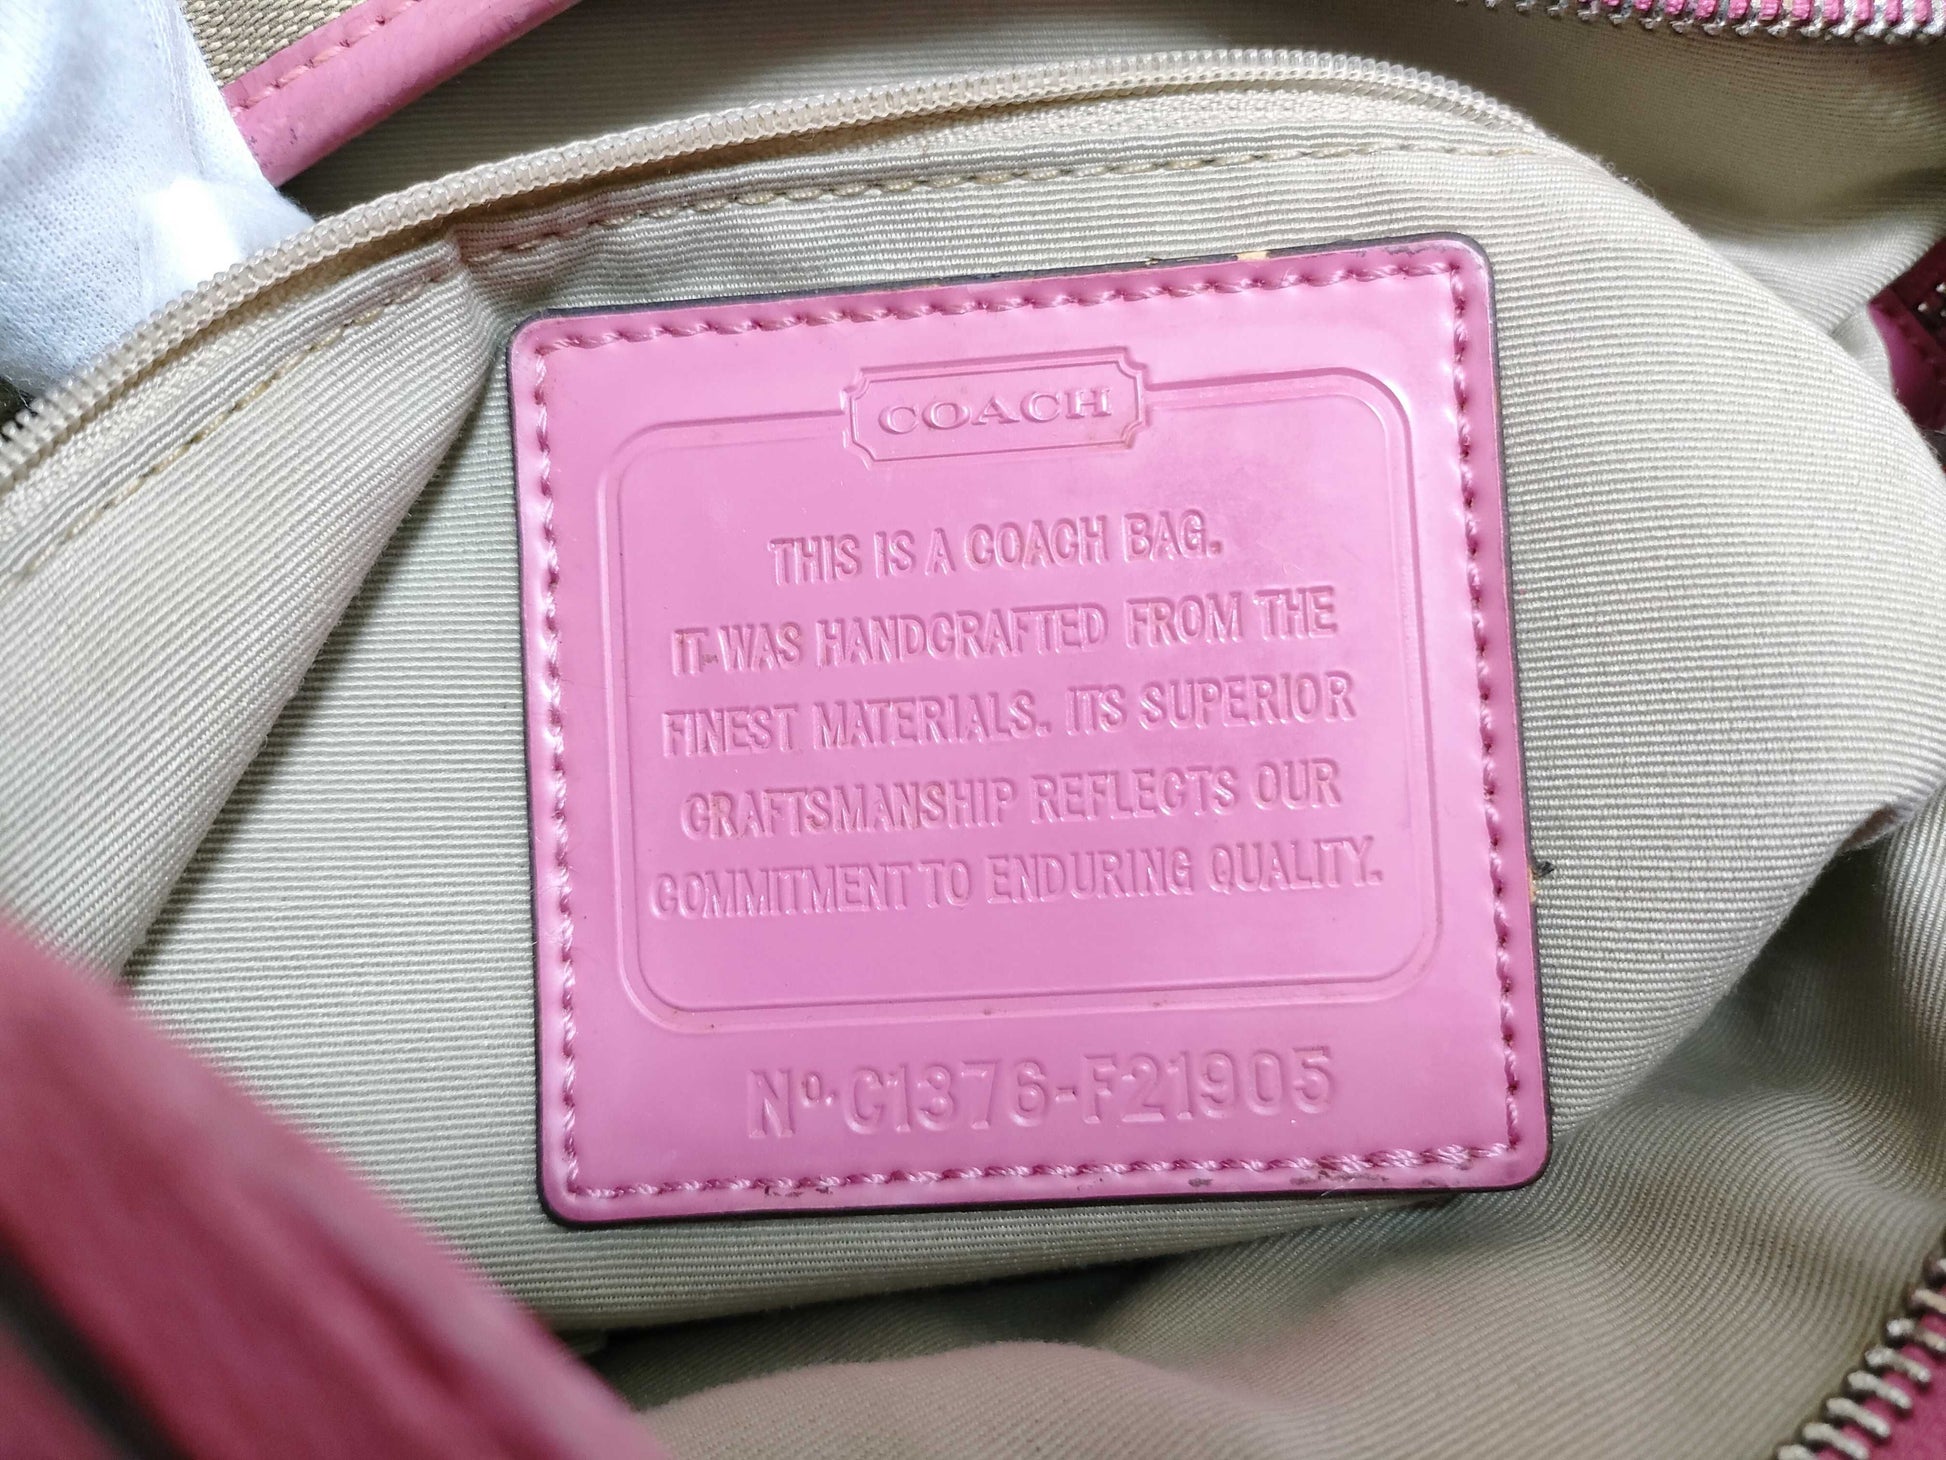 COACH
THIS IS A COACH BAG.
IT WAS HANDCRAFTED FROM THE
FINEST MATERIALS. ITS SUPERIOR
CRAFTSMANSHIP REFLECTS OUR
COMMITMENT TO ENDURING QUALITY.
Nº.C1376-F21905